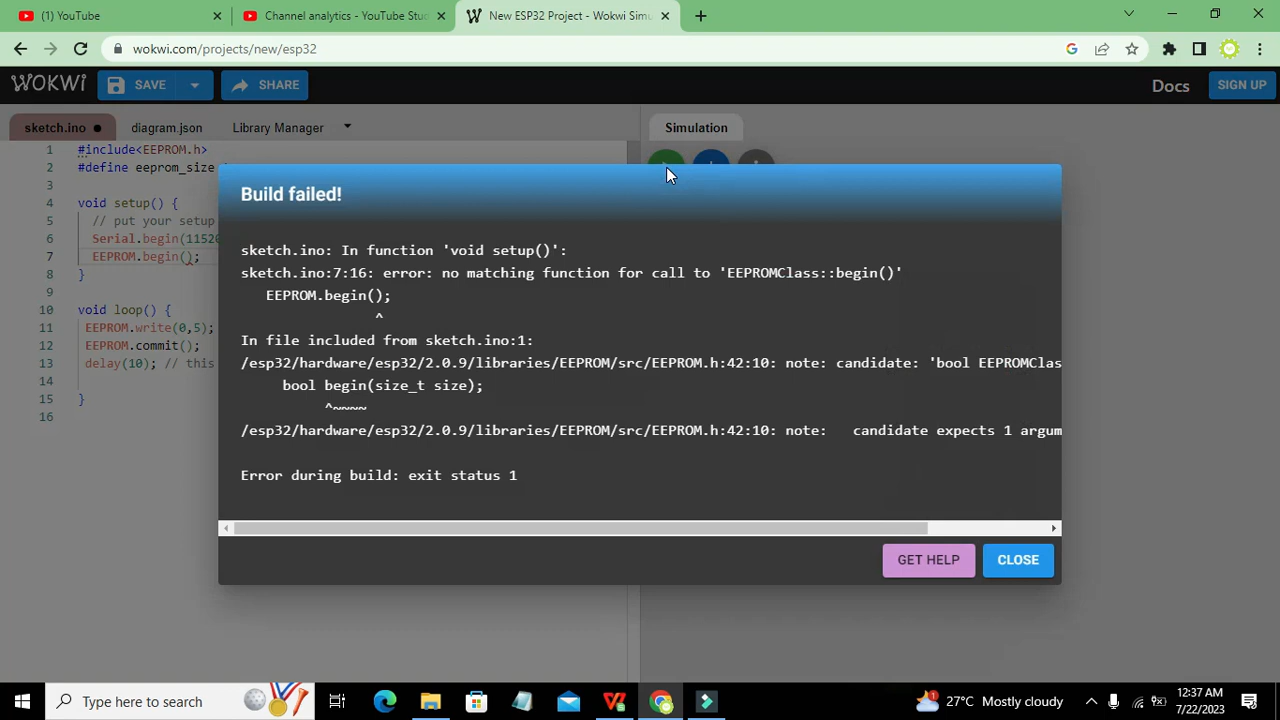 (1) YouTube
Channel analytics - YouTube Stu
New ESP32 Project - Wokwi Simu
wokwi.com/projects/new/esp32
WOKWI
SAVE
SHARE
Docs
SIGN UP
sketch.ino
diagram.json
Library Manager
Simulation
1 #include<EEPROM.h>
2 #define eeprom_size
3
4 void setup() {
5 // put your setup
6 Serial.begin(11520
7 EEPROM.begin();
8 }
9
10 void loop() {
11 EEPROM.write(0,5);
12 EEPROM.commit();
13 delay(10); // this
14
15 }
16
Build failed!
sketch.ino: In function 'void setup()':
sketch.ino:7:16: error: no matching function for call to 'EEPROMClass::begin()'
EEPROM.begin();
^
In file included from sketch.ino:1:
/esp32/hardware/esp32/2.0.9/libraries/EEPROM/src/EEPROM.h:42:10: note: candidate: 'bool EEPROMClas
bool begin(size_t size);
^~~~~
/esp32/hardware/esp32/2.0.9/libraries/EEPROM/src/EEPROM.h:42:10: note:   candidate expects 1 argum
Error during build: exit status 1
GET HELP
CLOSE
Type here to search
1
27°C Mostly cloudy
12:37 AM
7/22/2023